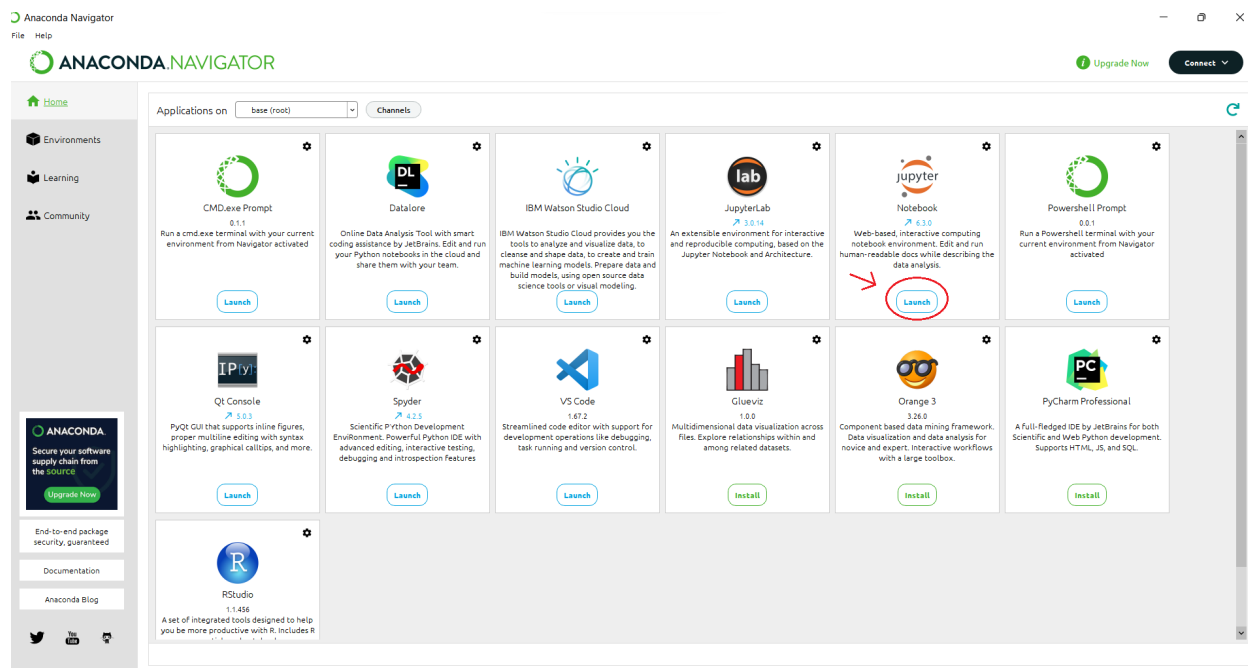 Anaconda Navigator
File Help
ANACONDA.NAVIGATOR
Upgrade Now
Connect
Home
Environments
Learning
Community
Applications on
base (root)
Channels
CMD.exe Prompt
0.1.1
Run a cmd.exe terminal with your current
environment from Navigator activated
Launch
DL
Datalore
Online Data Analysis Tool with smart
coding assistance by JetBrains. Edit and run
your Python notebooks in the cloud and
share them with your team.
Launch
IBM Watson Studio Cloud
IBM Watson Studio Cloud provides you the
tools to analyze and visualize data, to
cleanse and shape data, to create and train
machine learning models. Prepare data and
build models, using open source data
science tools or visual modeling.
Launch
lab
JupyterLab
3.0.14
An extensible environment for interactive
and reproducible computing, based on the
Jupyter Notebook and Architecture.
Launch
jupyter
Notebook
6.3.0
Web-based, interactive computing
notebook environment. Edit and run
human-readable docs while describing the
data analysis.
Launch
Powershell Prompt
0.0.1
Run a Powershell terminal with your
current environment from Navigator
activated
Launch
IP[y]:
Qt Console
5.0.3
PyQt GUI that supports inline figures,
proper multiline editing with syntax
highlighting, graphical calltips, and more.
Launch
Spyder
4.2.5
Scientific PYthon Development
EnviRonment. Powerful Python IDE with
advanced editing, interactive testing,
debugging and introspection features
Launch
VS Code
1.67.2
Streamlined code editor with support for
development operations like debugging,
task running and version control.
Launch
Glueviz
1.0.0
Multidimensional data visualization across
files. Explore relationships within and
among related datasets.
Install
Orange 3
3.26.0
Component based data mining framework.
Data visualization and data analysis for
novice and expert. Interactive workflows
with a large toolbox.
Install
PC
PyCharm Professional
A full-fledged IDE by JetBrains for both
Scientific and Web Python development.
Supports HTML, JS, and SQL.
Install
R
RStudio
1.1.456
A set of integrated tools designed to help
you be more productive with R. Includes R
ANACONDA.
Secure your software
supply chain from
the source
Upgrade Now
End-to-end package
security, guaranteed
Documentation
Anaconda Blog
You
Tube